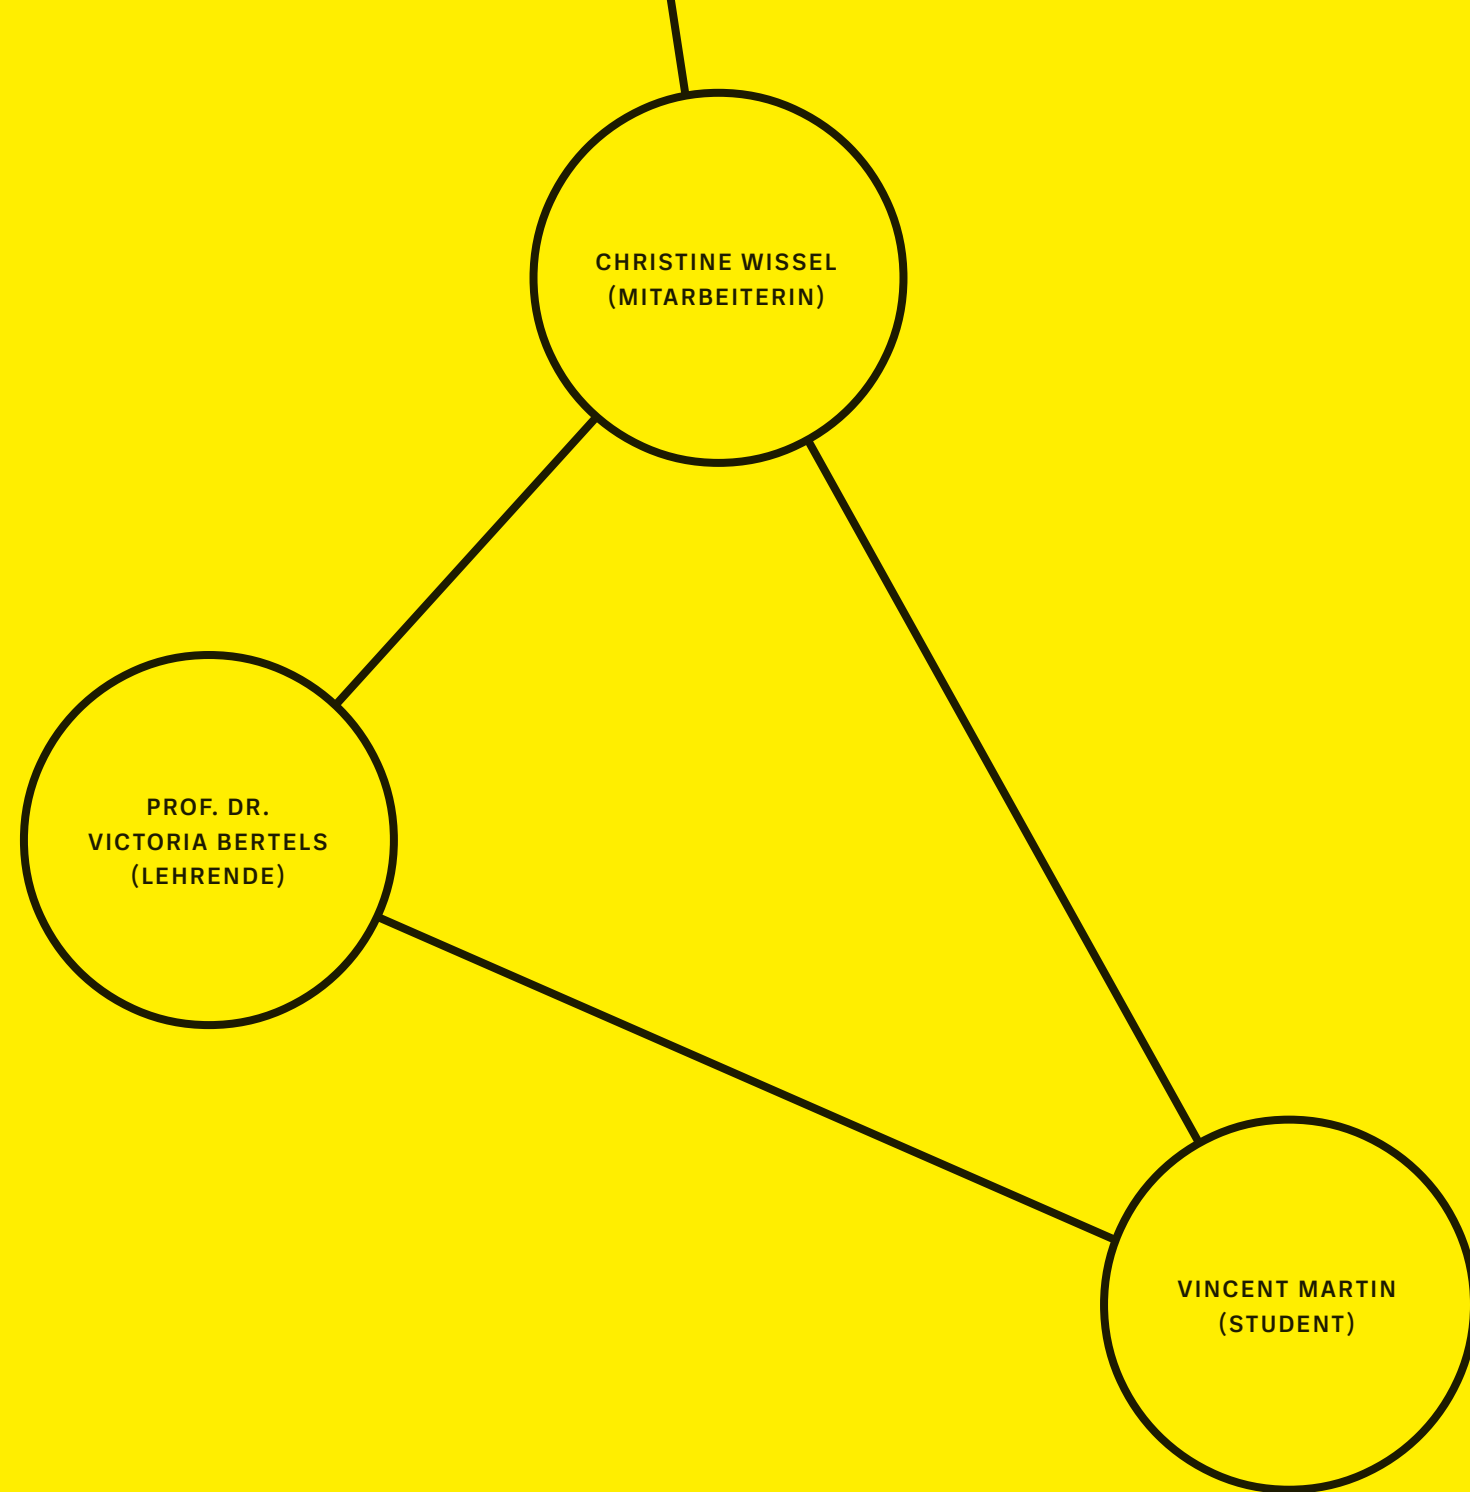 CHRISTINE WISSEL
(MITARBEITERIN)
PROF. DR.
VICTORIA BERTELS
(LEHRENDE)
VINCENT MARTIN
(STUDENT)